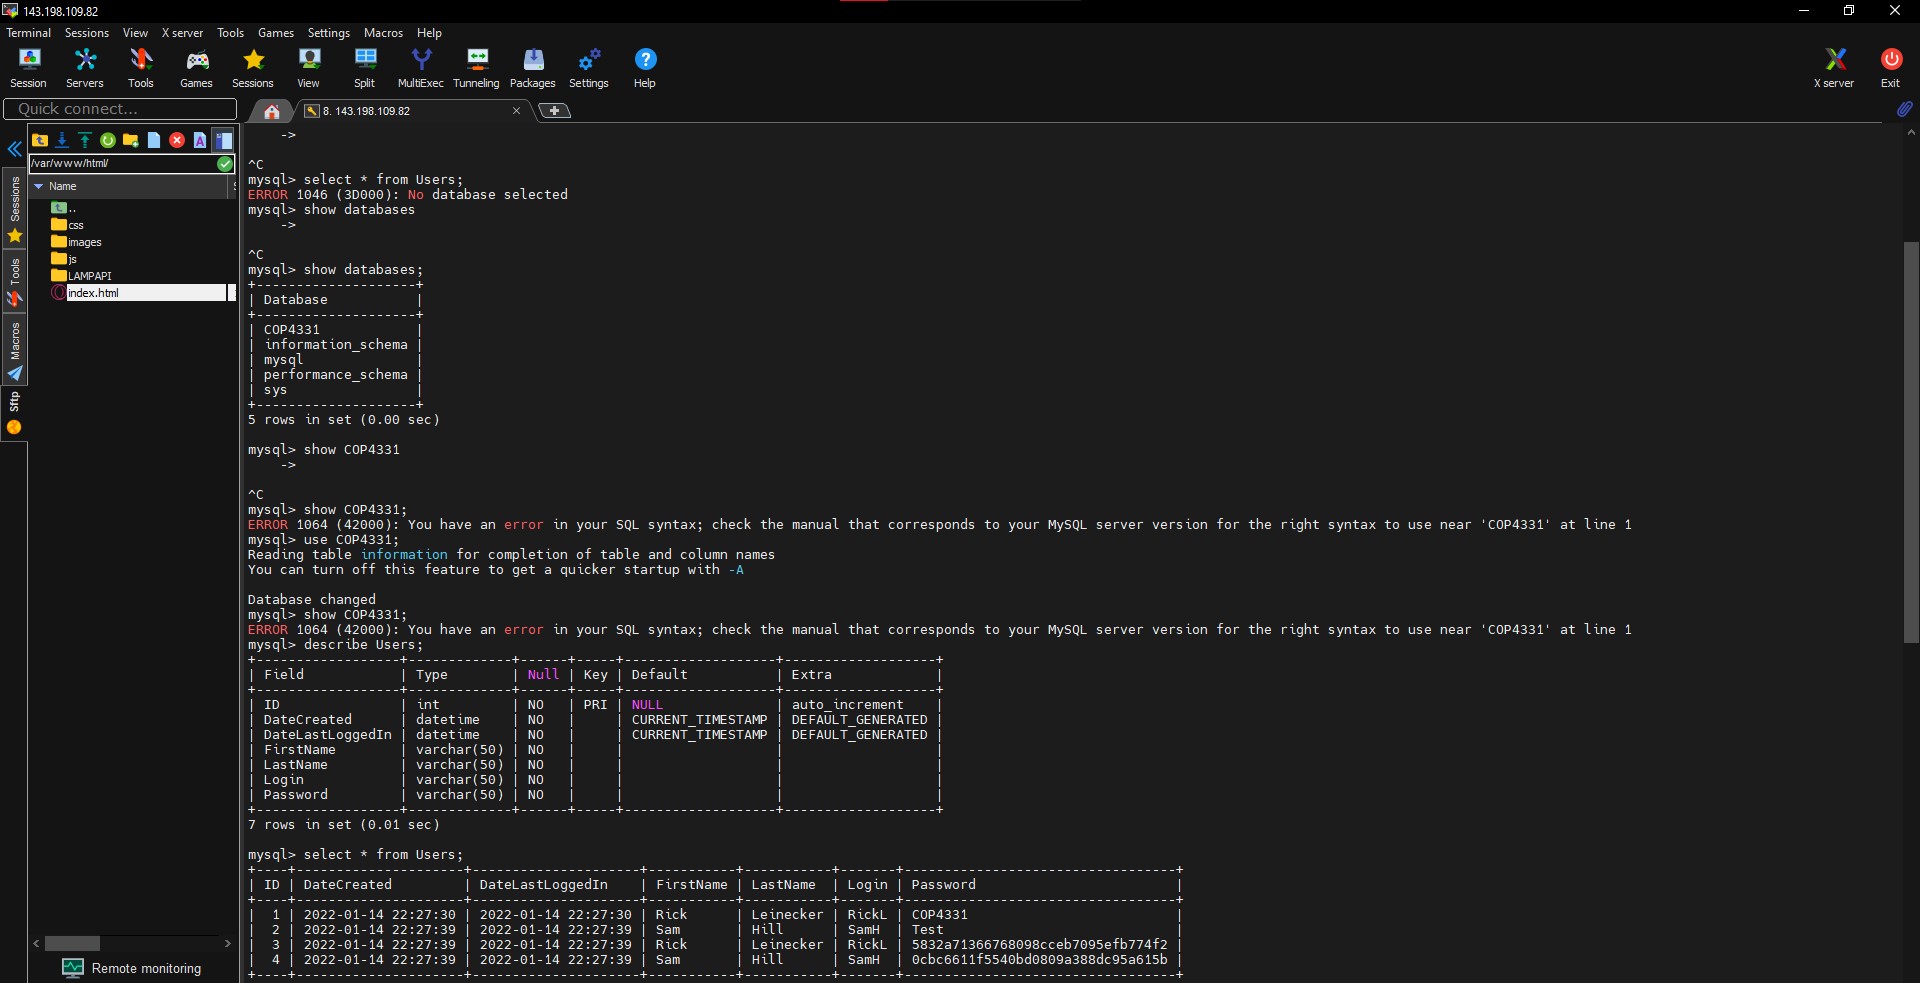 143.198.109.82
Terminal Sessions View X server Tools Games Settings Macros Help
Session Servers Tools Games Sessions View Split MultiExec Tunneling Packages Settings Help X server Exit
Quick connect...
8. 143.198.109.82
/var/www/html/
Name
..
css
images
js
LAMPAPI
index.html
Sessions
Tools
Macros
Sftp
Remote monitoring
->
^C
mysql> select * from Users;
ERROR 1046 (3D000): No database selected
mysql> show databases
->
^C
mysql> show databases;
+--------------------+
| Database |
+--------------------+
| COP4331 |
| information_schema |
| mysql |
| performance_schema |
| sys |
+--------------------+
5 rows in set (0.00 sec)
mysql> show COP4331
->
^C
mysql> show COP4331;
ERROR 1064 (42000): You have an error in your SQL syntax; check the manual that corresponds to your MySQL server version for the right syntax to use near 'COP4331' at line 1
mysql> use COP4331;
Reading table information for completion of table and column names
You can turn off this feature to get a quicker startup with -A
Database changed
mysql> show COP4331;
ERROR 1064 (42000): You have an error in your SQL syntax; check the manual that corresponds to your MySQL server version for the right syntax to use near 'COP4331' at line 1
mysql> describe Users;
+------------------+-------------+------+-----+-------------------+-------------------+
| Field | Type | Null | Key | Default | Extra |
+------------------+-------------+------+-----+-------------------+-------------------+
| ID | int | NO | PRI | NULL | auto_increment |
| DateCreated | datetime | NO | | CURRENT_TIMESTAMP | DEFAULT_GENERATED |
| DateLastLoggedIn | datetime | NO | | CURRENT_TIMESTAMP | DEFAULT_GENERATED |
| FirstName | varchar(50) | NO | | | |
| LastName | varchar(50) | NO | | | |
| Login | varchar(50) | NO | | | |
| Password | varchar(50) | NO | | | |
+------------------+-------------+------+-----+-------------------+-------------------+
7 rows in set (0.01 sec)
mysql> select * from Users;
+----+---------------------+---------------------+-----------+-----------+-------+----------------------------------+
| ID | DateCreated | DateLastLoggedIn | FirstName | LastName | Login | Password |
+----+---------------------+---------------------+-----------+-----------+-------+----------------------------------+
| 1 | 2022-01-14 22:27:30 | 2022-01-14 22:27:30 | Rick | Leinecker | RickL | COP4331 |
| 2 | 2022-01-14 22:27:39 | 2022-01-14 22:27:39 | Sam | Hill | SamH | Test |
| 3 | 2022-01-14 22:27:39 | 2022-01-14 22:27:39 | Rick | Leinecker | RickL | 5832a71366768098cceb7095efb774f2 |
| 4 | 2022-01-14 22:27:39 | 2022-01-14 22:27:39 | Sam | Hill | SamH | 0cbc6611f5540bd0809a388dc95a615b |
+----+---------------------+---------------------+-----------+-----------+-------+----------------------------------+